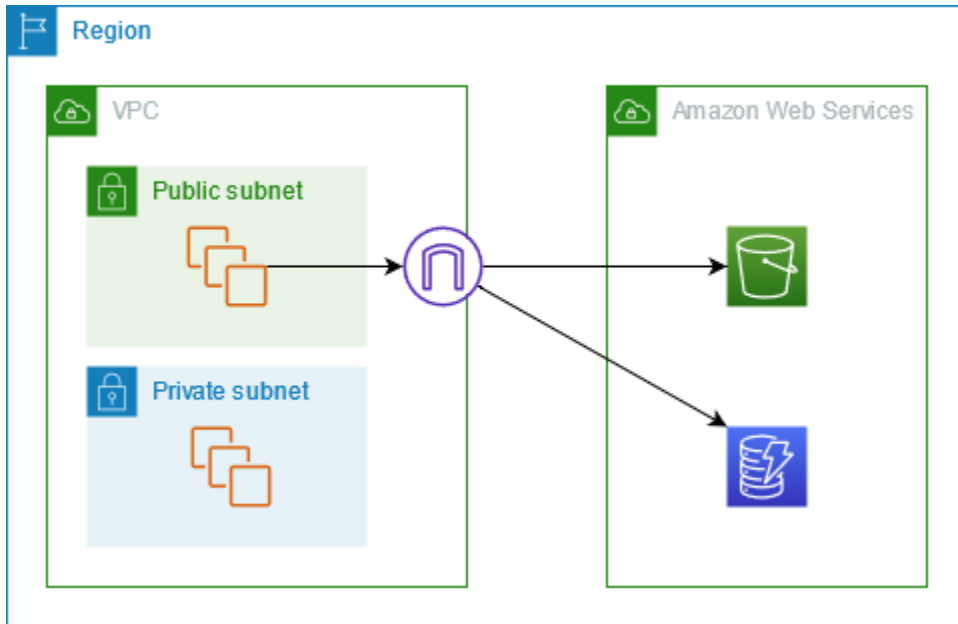 Region
VPC
Amazon Web Services
Public subnet
Private subnet